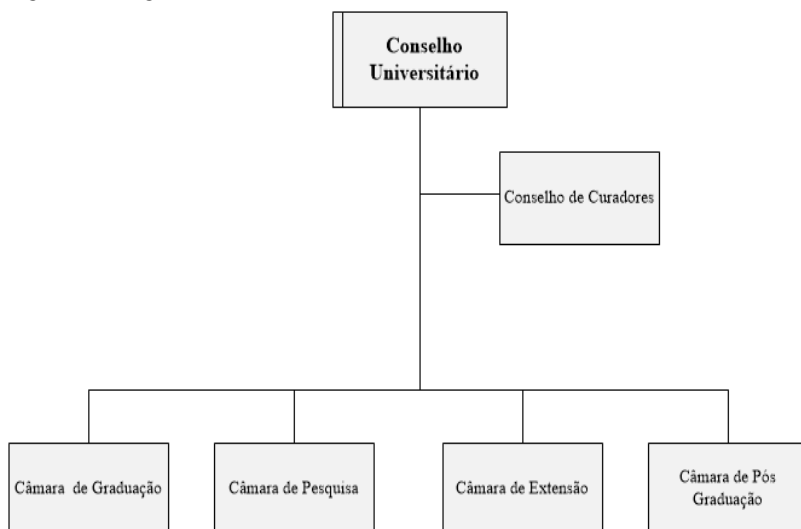 Conselho
Universitário
Conselho de Curadores
Câmara de Graduação
Câmara de Pesquisa
Câmara de Extensão
Câmara de Pós
Graduação